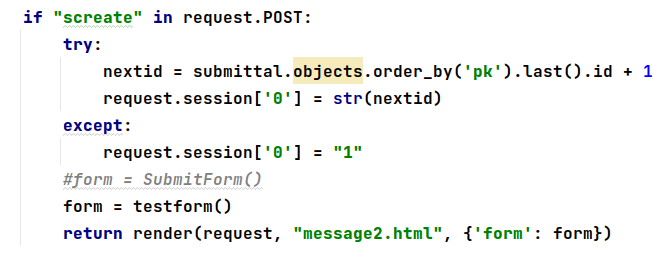 if "screate" in request.POST:
    try:
        nextid = submittal.objects.order_by('pk').last().id + 1
        request.session['0'] = str(nextid)
    except:
        request.session['0'] = "1"
    #form = SubmitForm()
    form = testform()
    return render(request, "message2.html", {'form': form})